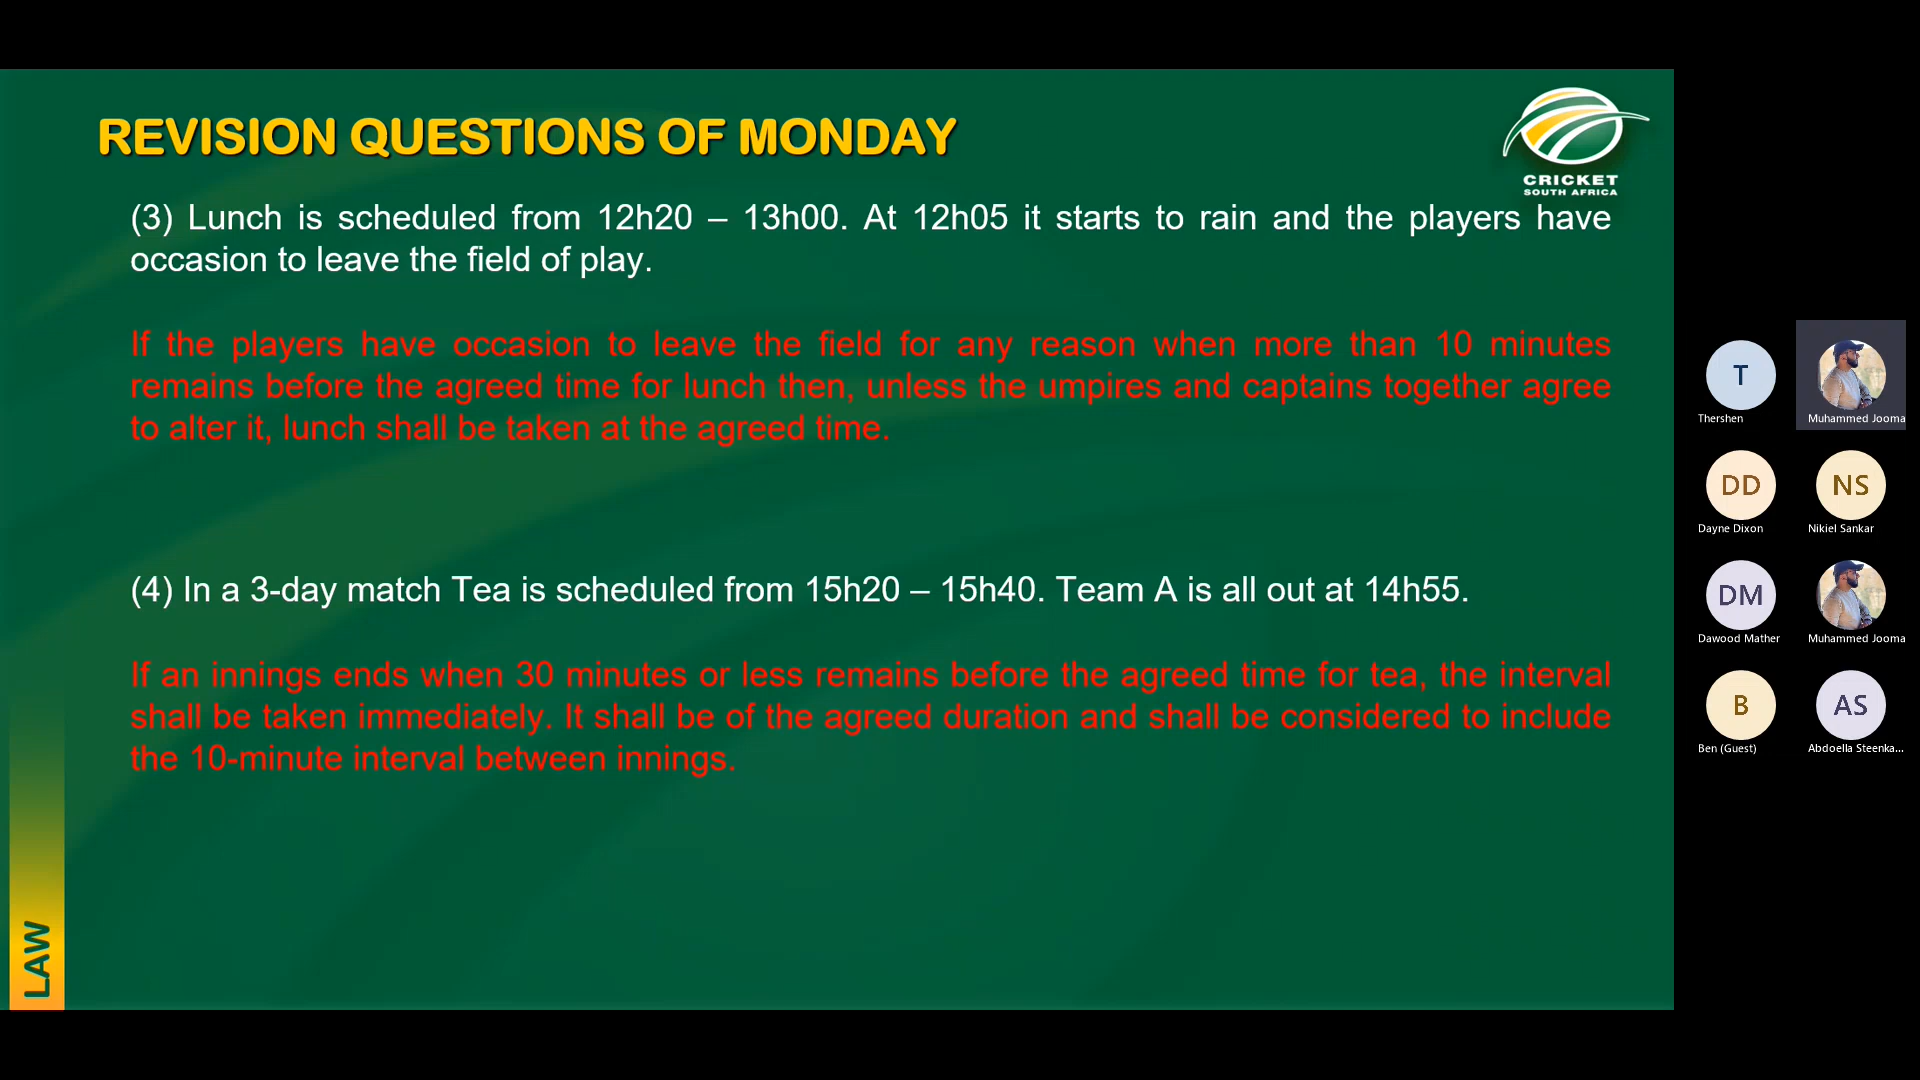 REVISION QUESTIONS OF MONDAY
CRICKET
SOUTH AFRICA
(3) Lunch is scheduled from 12h20 – 13h00. At 12h05 it starts to rain and the players have
occasion to leave the field of play.
If the players have occasion to leave the field for any reason when more than 10 minutes
remains before the agreed time for lunch then, unless the umpires and captains together agree
to alter it, lunch shall be taken at the agreed time.
(4) In a 3-day match Tea is scheduled from 15h20 – 15h40. Team A is all out at 14h55.
If an innings ends when 30 minutes or less remains before the agreed time for tea, the interval
shall be taken immediately. It shall be of the agreed duration and shall be considered to include
the 10-minute interval between innings.
LAW
T
Thershen
Muhammed Jooma
DD
Dayne Dixon
NS
Nikiel Sankar
DM
Dawood Mather
Muhammed Jooma
B
Ben (Guest)
AS
Abdoella Steenka...